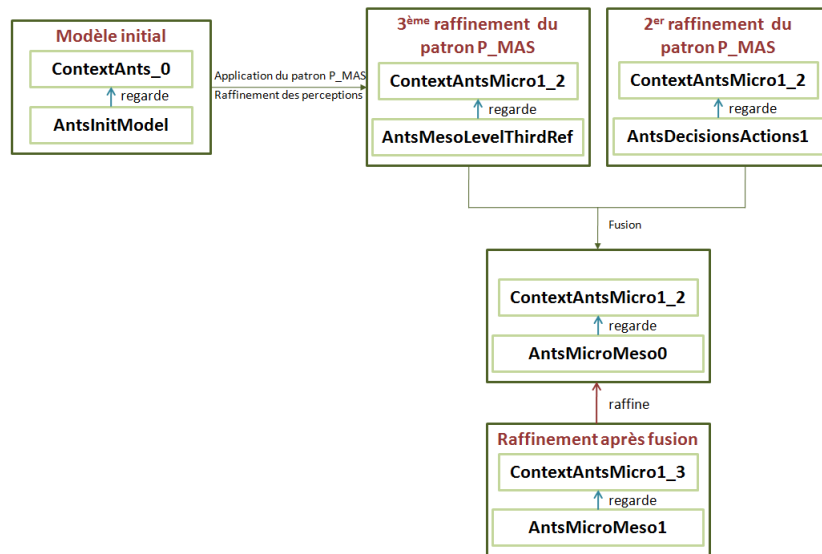 Modèle initial
ContextAnts_0
regarde
AntsInitModel
Application du patron P_MAS
Raffinement des perceptions
3ème raffinement du
patron P_MAS
ContextAntsMicro1_2
regarde
AntsMesoLevelThirdRef
2er raffinement du
patron P_MAS
ContextAntsMicro1_2
regarde
AntsDecisionsActions1
Fusion
ContextAntsMicro1_2
regarde
AntsMicroMeso0
raffine
Raffinement après fusion
ContextAntsMicro1_3
regarde
AntsMicroMeso1